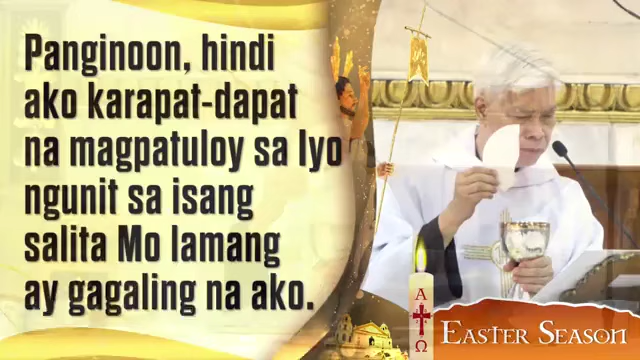 Panginoon, hindi
ako karapat-dapat
na magpatuloy sa Iyo
ngunit sa isang
salita Mo lamang
ay gagaling na ako.
A
Ω
EASTER SEASON